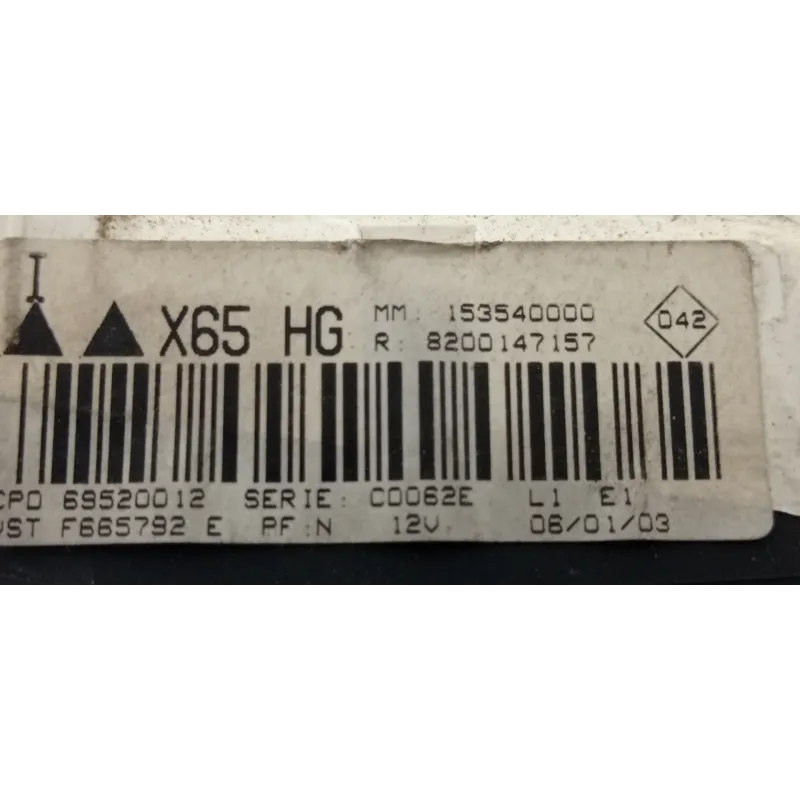 I
X65 HG
MM: 153540000
R: 8200147157
042
CPD 69520012 SERIE: C0062E L1 E1
VST F665792 E PF:N 12V. 06/01/03